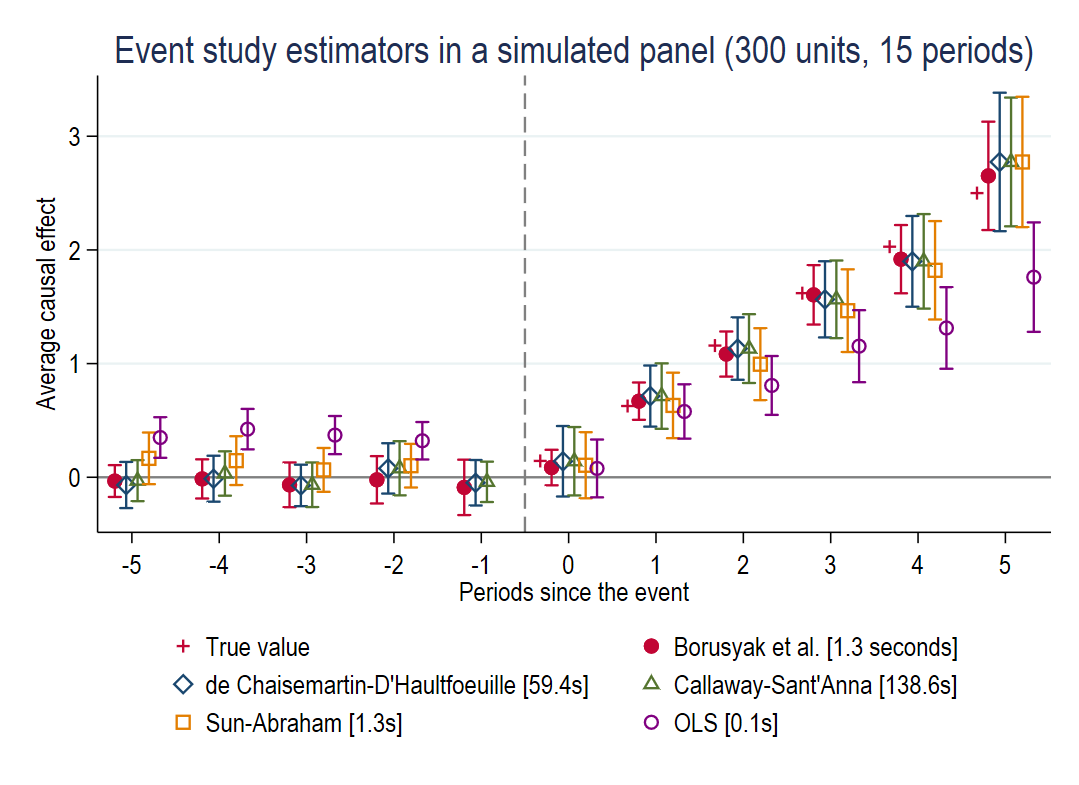 Event study estimators in a simulated panel (300 units, 15 periods)
Average causal effect
3
2
1
0
-5 -4 -3 -2 -1 0 1 2 3 4 5
Periods since the event
True value
Borusyak et al. [1.3 seconds]
de Chaisemartin-D'Haultfoeuille [59.4s]
Callaway-Sant'Anna [138.6s]
Sun-Abraham [1.3s]
OLS [0.1s]